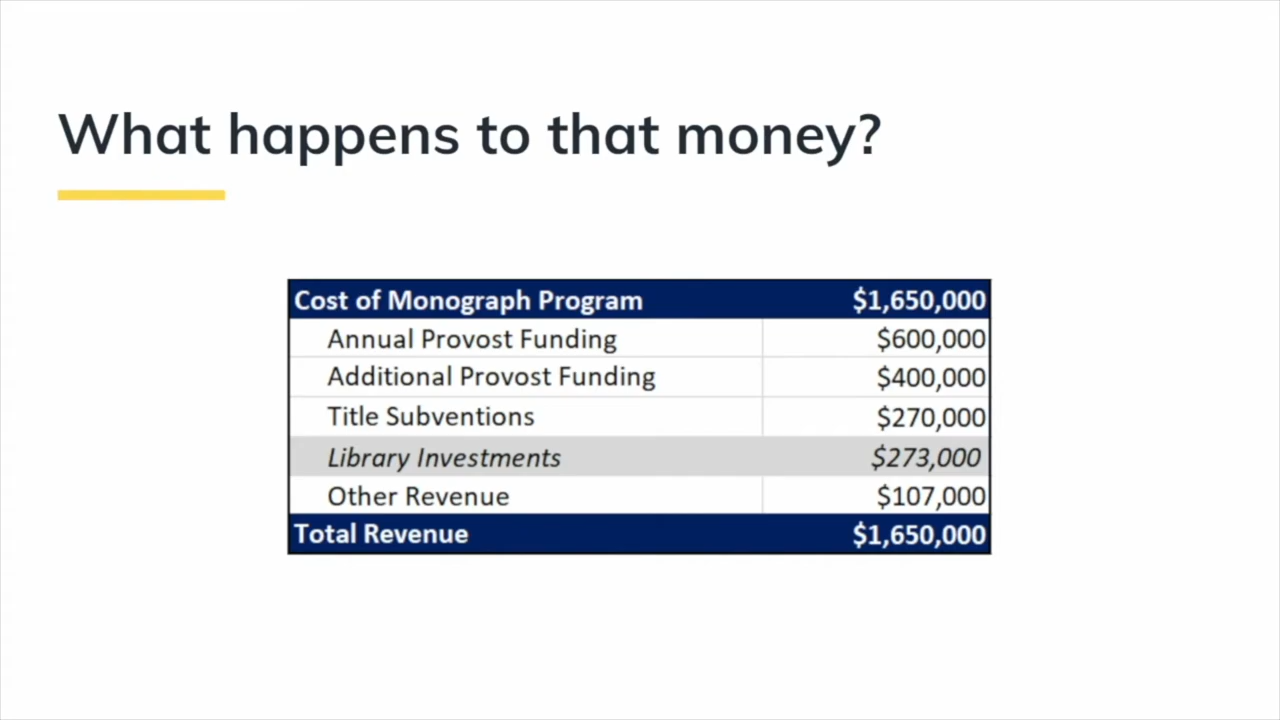 What happens to that money?
Cost of Monograph Program $1,650,000
Annual Provost Funding $600,000
Additional Provost Funding $400,000
Title Subventions $270,000
Library Investments $273,000
Other Revenue $107,000
Total Revenue $1,650,000